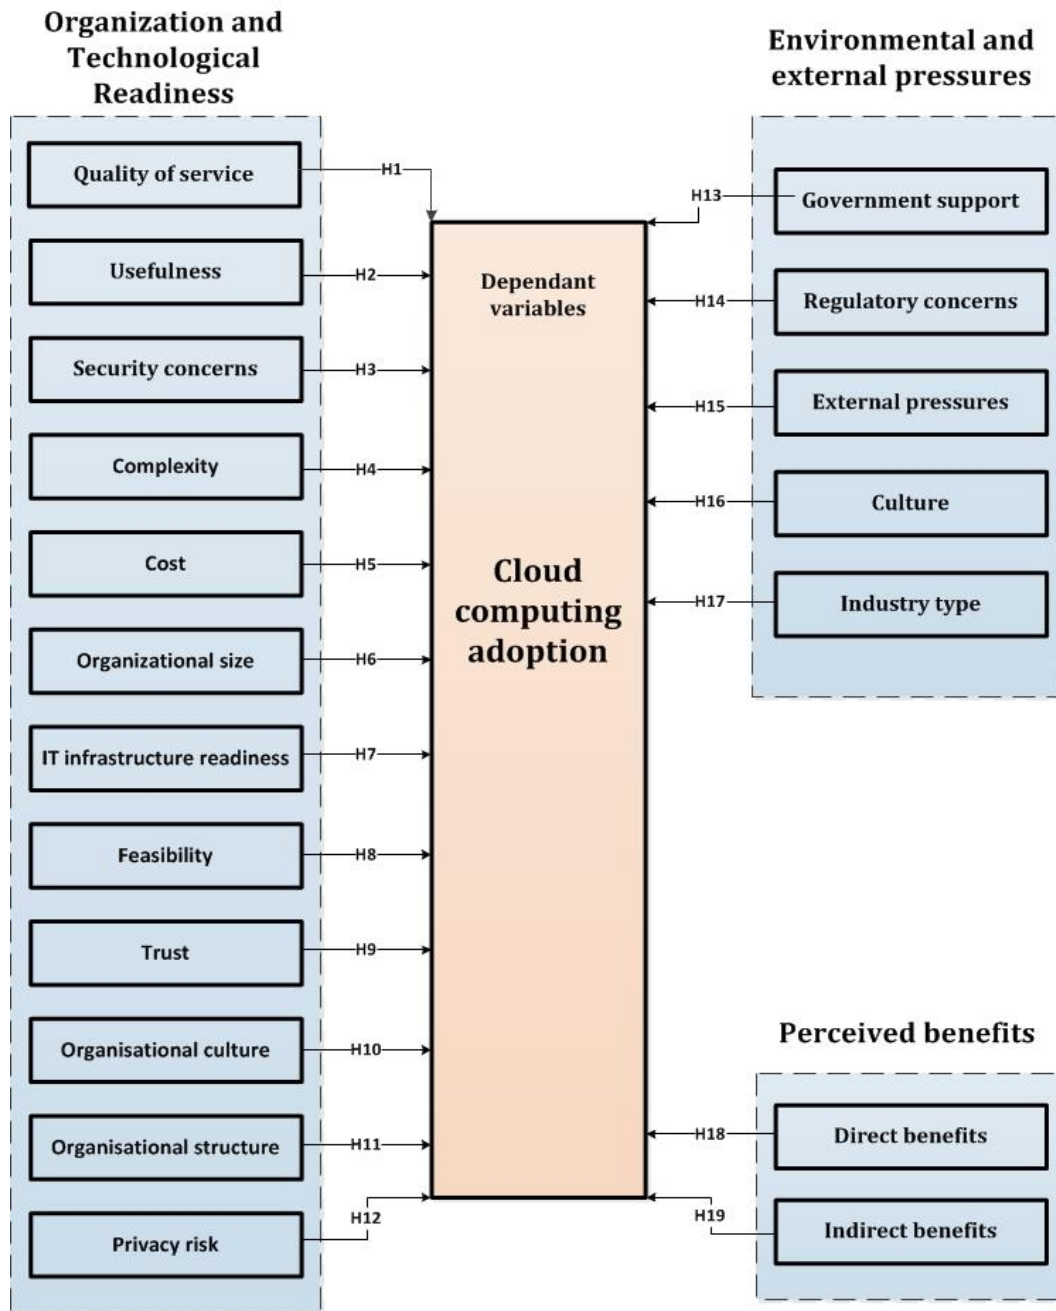 Organization and
Technological
Readiness
Quality of service
Usefulness
Security concerns
Complexity
Cost
Organizational size
IT infrastructure readiness
Feasibility
Trust
Organisational culture
Organisational structure
Privacy risk
H1
H2
H3
H4
H5
H6
H7
H8
H9
H10
H11
H12
Dependant
variables
Cloud
computing
adoption
H13
H14
H15
H16
H17
H18
H19
Environmental and
external pressures
Government support
Regulatory concerns
External pressures
Culture
Industry type
Perceived benefits
Direct benefits
Indirect benefits